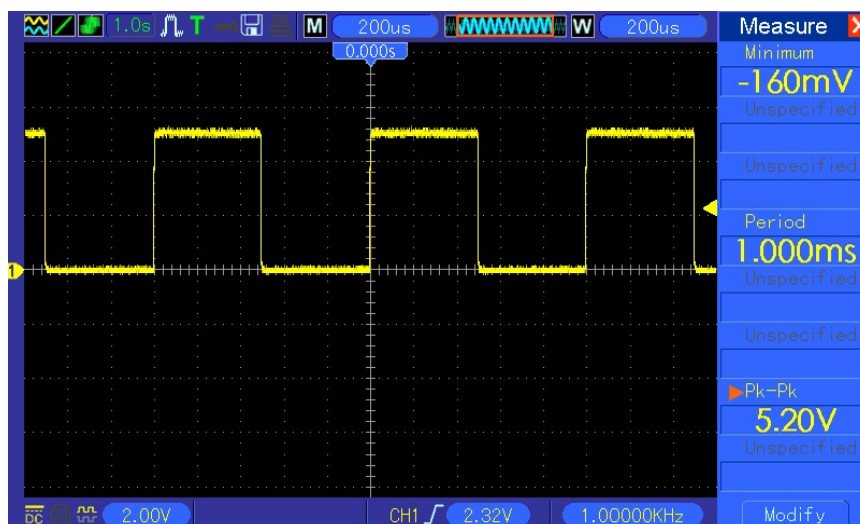 1.0s T M 200us W 200us
0.000s
Measure X
Minimum
-160mV
Unspecified
Unspecified
Period
1.000ms
Unspecified
Unspecified
Pk-Pk
5.20V
Unspecified
Modify
1
DC 2.00V CH1 2.32V 1.00000KHz